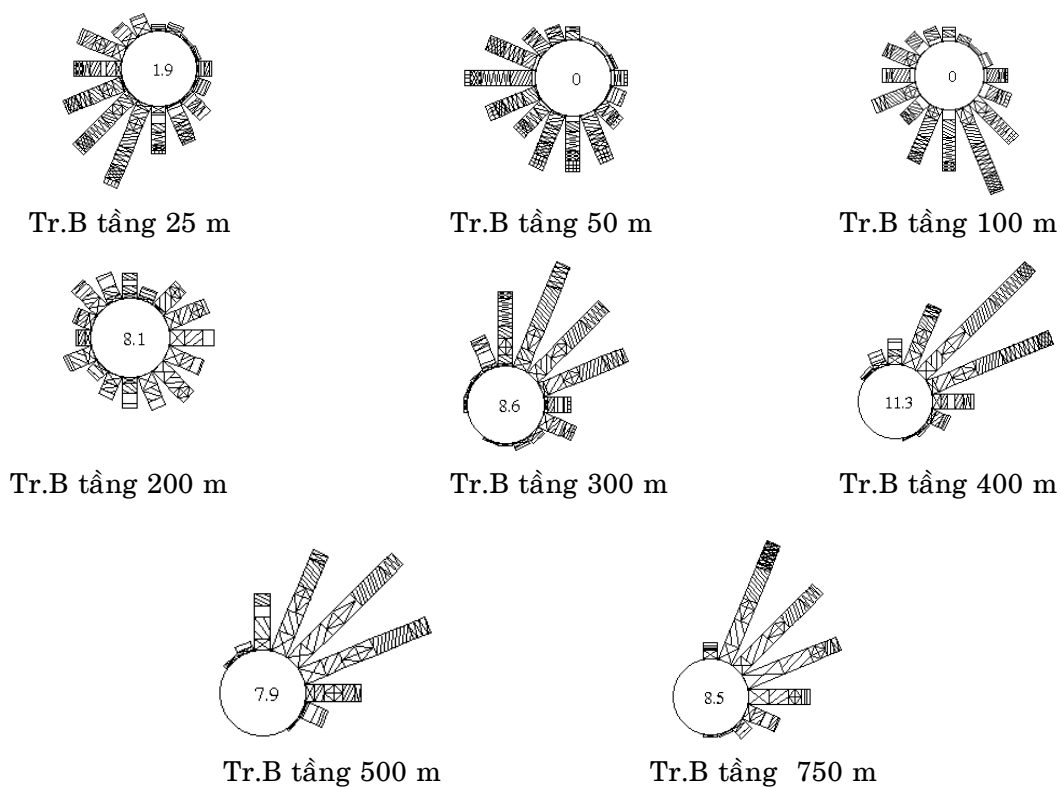 1.9 0 0
Tr.B tầng 25 m Tr.B tầng 50 m Tr.B tầng 100 m
8.1 8.6 11.3
Tr.B tầng 200 m Tr.B tầng 300 m Tr.B tầng 400 m
7.9 8.5
Tr.B tầng 500 m Tr.B tầng 750 m